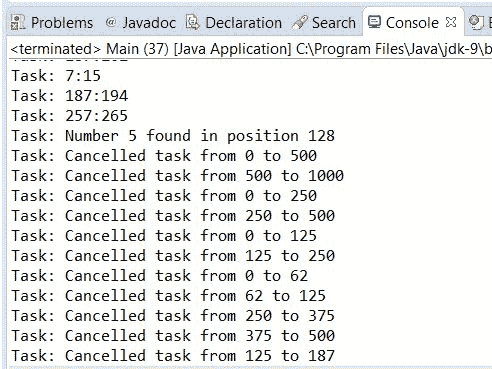 Problems @ Javadoc Declaration Search Console
<terminated> Main (37) [Java Application] C:\Program Files\Java\jdk-9\b
Task: 7:15
Task: 187:194
Task: 257:265
Task: Number 5 found in position 128
Task: Cancelled task from 0 to 500
Task: Cancelled task from 500 to 1000
Task: Cancelled task from 0 to 250
Task: Cancelled task from 250 to 500
Task: Cancelled task from 0 to 125
Task: Cancelled task from 125 to 250
Task: Cancelled task from 0 to 62
Task: Cancelled task from 62 to 125
Task: Cancelled task from 250 to 375
Task: Cancelled task from 375 to 500
Task: Cancelled task from 125 to 187